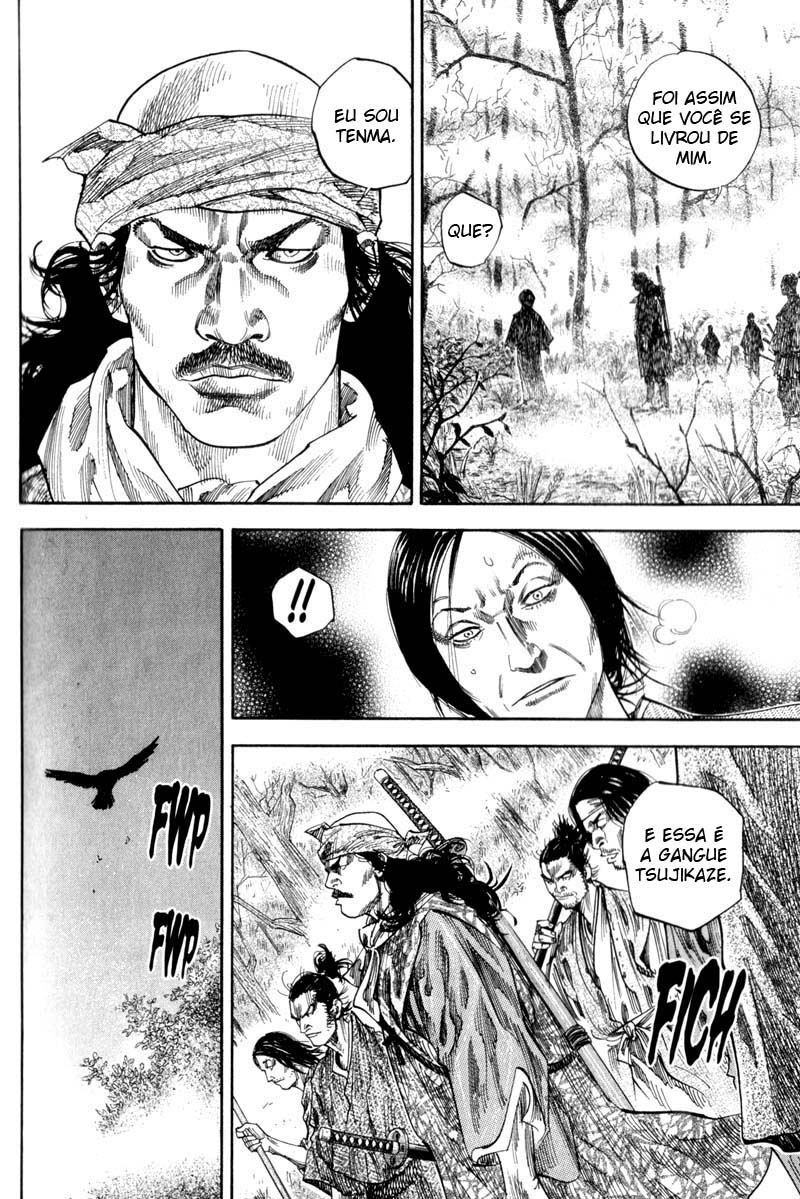 FOI ASSIM
QUE VOCÊ SE
LIVROU DE
MIM.
QUE?
EU SOU
TENMA.
!!
E ESSA É
A GANGUE
TSUJIKAZE.
FICH
FWP
FWP